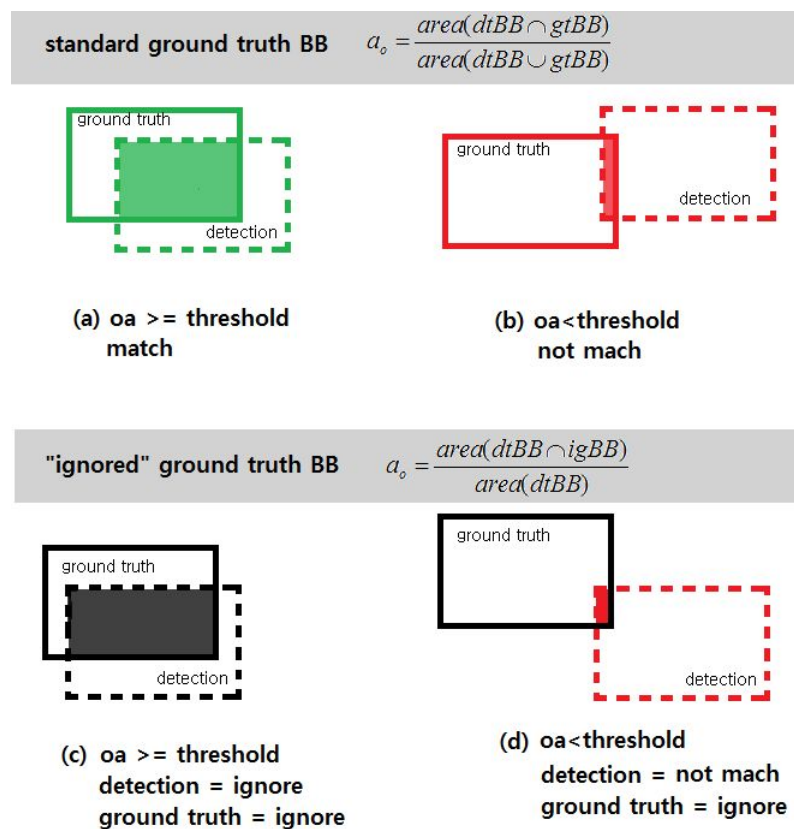 standard ground truth BB a_o = area(dtBB ∩ gtBB) / area(dtBB ∪ gtBB)
ground truth
detection
ground truth
detection
(a) oa >= threshold
match
(b) oa<threshold
not mach
"ignored" ground truth BB a_o = area(dtBB ∩ igBB) / area(dtBB)
ground truth
detection
ground truth
detection
(c) oa >= threshold
detection = ignore
ground truth = ignore
(d) oa<threshold
detection = not mach
ground truth = ignore